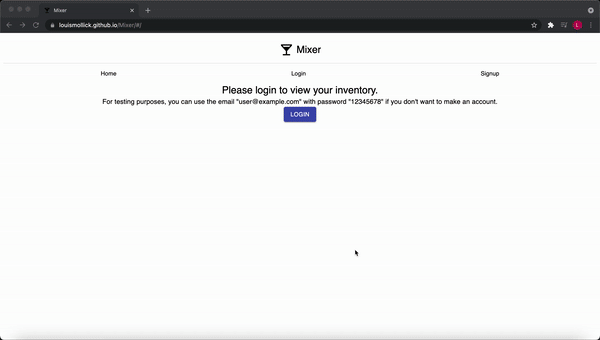 Mixer
louismollick.github.io/Mixer/#/
L
Mixer
Home Login Signup
Please login to view your inventory.
For testing purposes, you can use the email "user@example.com" with password "12345678" if you don't want to make an account.
LOGIN